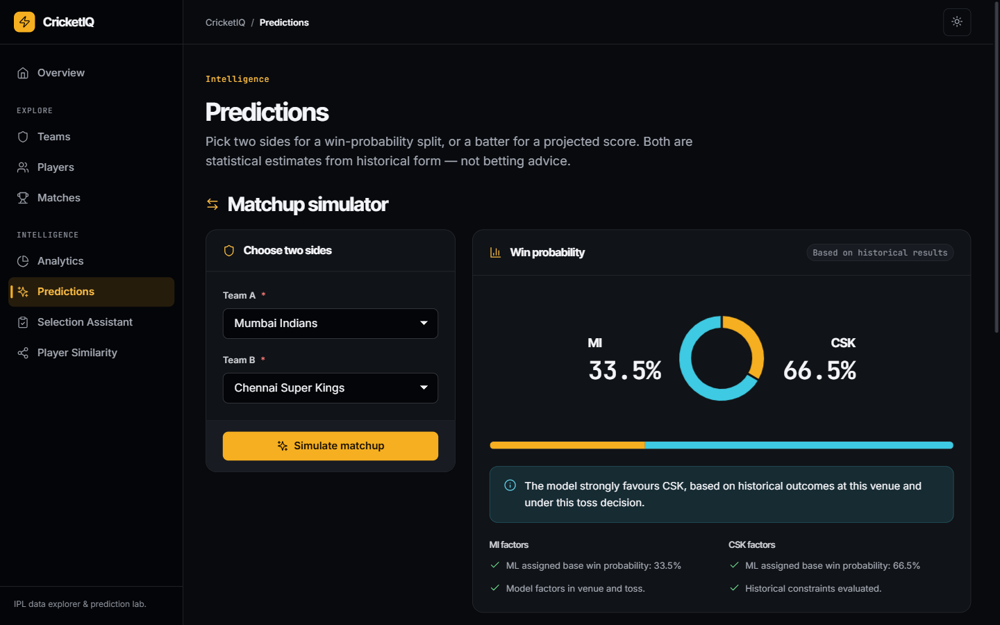 CricketIQ
CricketIQ / Predictions
Overview
EXPLORE
Teams
Players
Matches
INTELLIGENCE
Analytics
Predictions
Selection Assistant
Player Similarity
IPL data explorer & prediction lab.
Intelligence
Predictions
Pick two sides for a win-probability split, or a batter for a projected score. Both are
statistical estimates from historical form — not betting advice.
Matchup simulator
Choose two sides
Team A *
Mumbai Indians
Team B *
Chennai Super Kings
Simulate matchup
Win probability
Based on historical results
MI
33.5%
CSK
66.5%
The model strongly favours CSK, based on historical outcomes at this venue and
under this toss decision.
MI factors
ML assigned base win probability: 33.5%
Model factors in venue and toss.
CSK factors
ML assigned base win probability: 66.5%
Historical constraints evaluated.